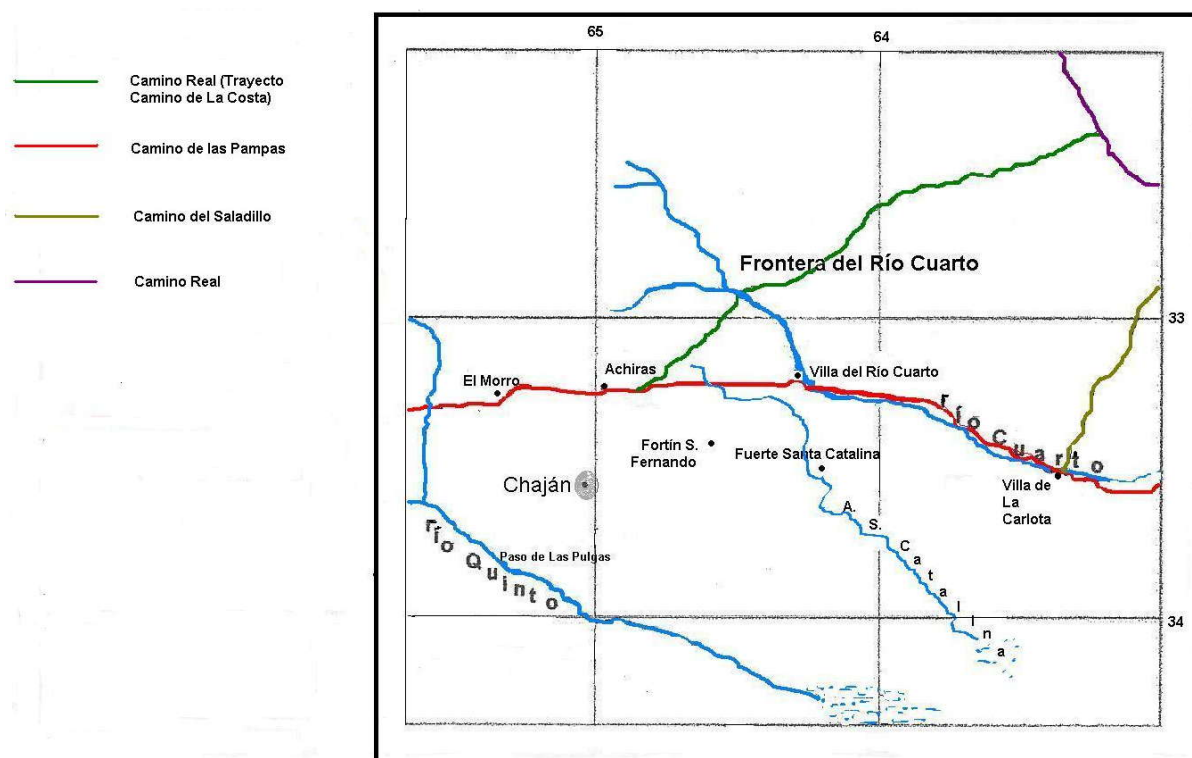 Camino Real (Trayecto
Camino de La Costa)
Camino de las Pampas
Camino del Saladillo
Camino Real
65
64
Frontera del Río Cuarto
33
El Morro
Achiras
Villa del Río Cuarto
río Cuarto
Fortín S.
Fernando
Fuerte Santa Catalina
Chaján
Villa de
La
Carlota
A. S. Catalina
río Quinto
Paso de Las Pulgas
34